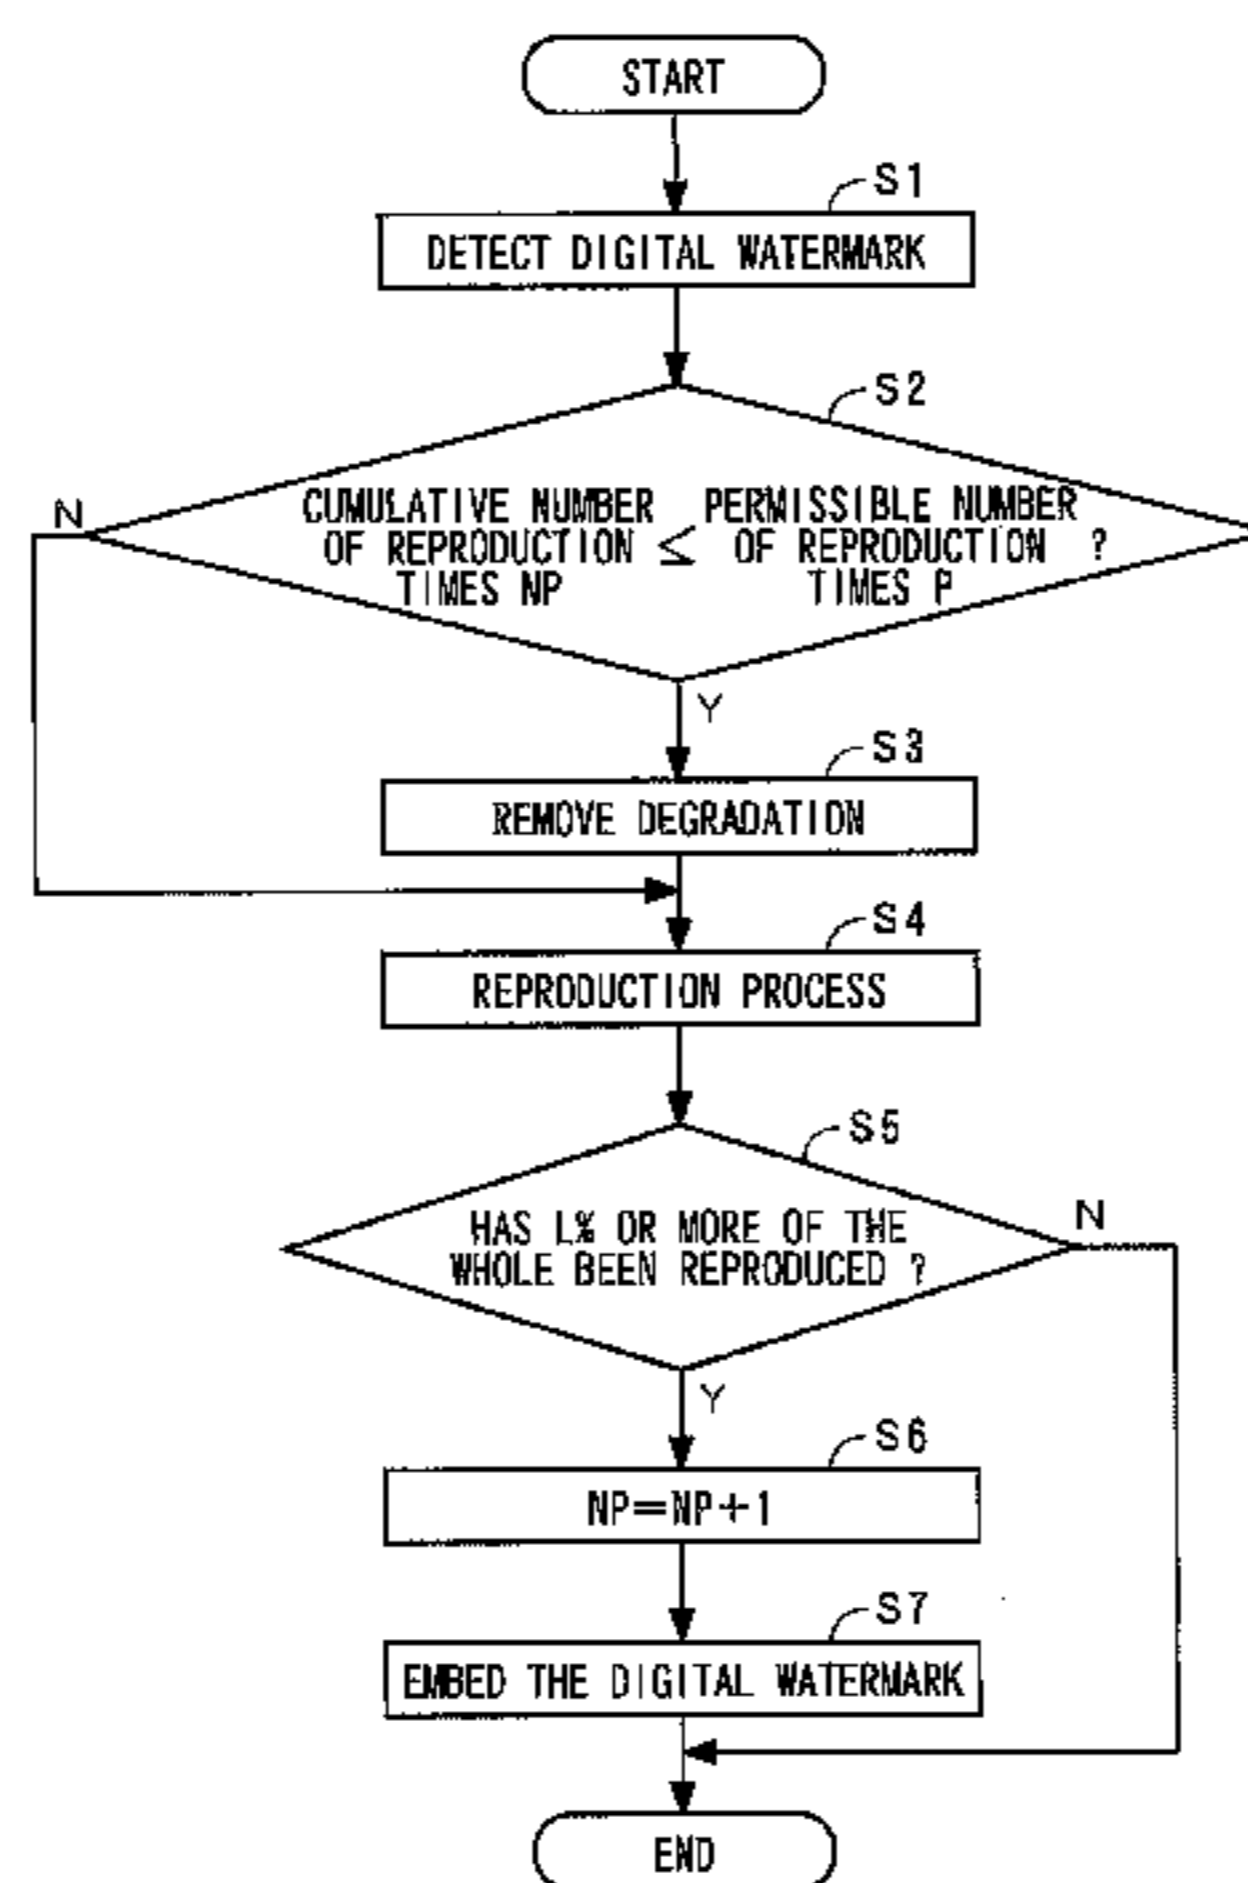 START
S1
DETECT DIGITAL WATERMARK
S2
N
CUMULATIVE NUMBER PERMISSIBLE NUMBER
OF REPRODUCTION ≦ OF REPRODUCTION ?
TIMES NP TIMES P
Y
S3
REMOVE DEGRADATION
S4
REPRODUCTION PROCESS
S5
N
HAS L% OR MORE OF THE
WHOLE BEEN REPRODUCED ?
Y
S6
NP=NP+1
S7
EMBED THE DIGITAL WATERMARK
END